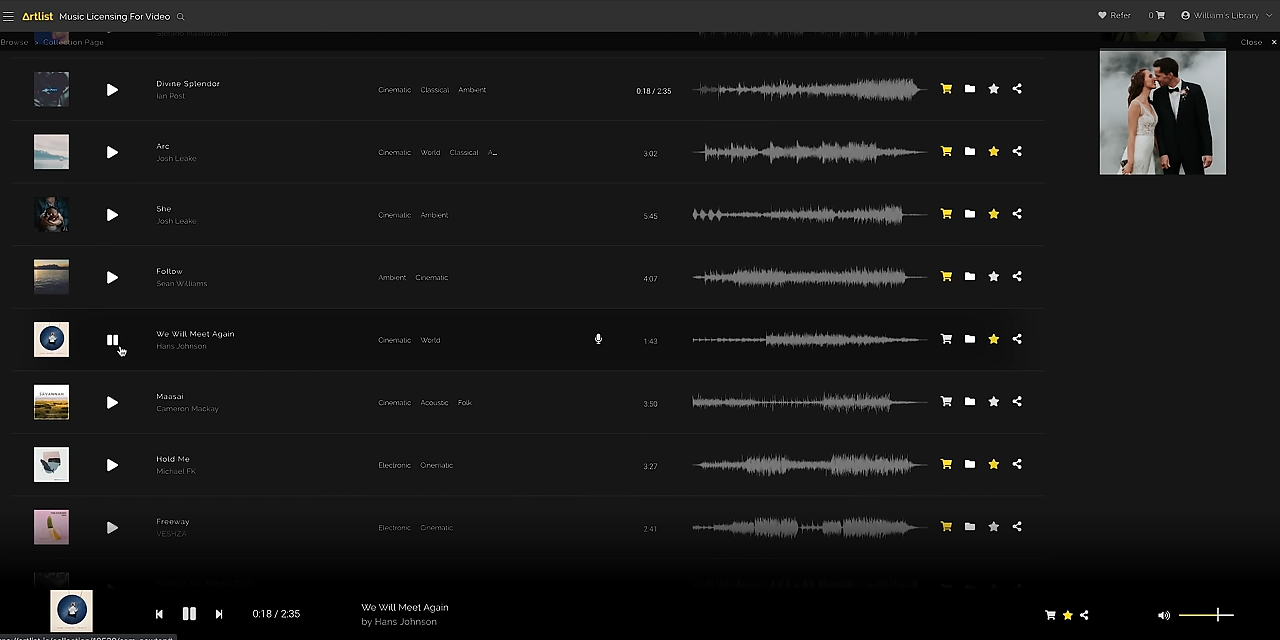 Artlist Music Licensing For Video
Refer 0 William's Library
Browse > Collection Page Close ×
Divine Splendor
Ian Post
Cinematic Classical Ambient
0:18 / 2:35
Arc
Josh Leake
Cinematic World Classical A...
3:02
She
Josh Leake
Cinematic Ambient
5:45
Follow
Sean Williams
Ambient Cinematic
4:07
We Will Meet Again
Hans Johnson
Cinematic World
1:43
Maasai
Cameron Mackay
Cinematic Acoustic Folk
3:50
SAVANNAH
Hold Me
Michael FK
Electronic Cinematic
3:27
Freeway
VESHZA
Electronic Cinematic
2:41
0:18 / 2:35
We Will Meet Again
by Hans Johnson